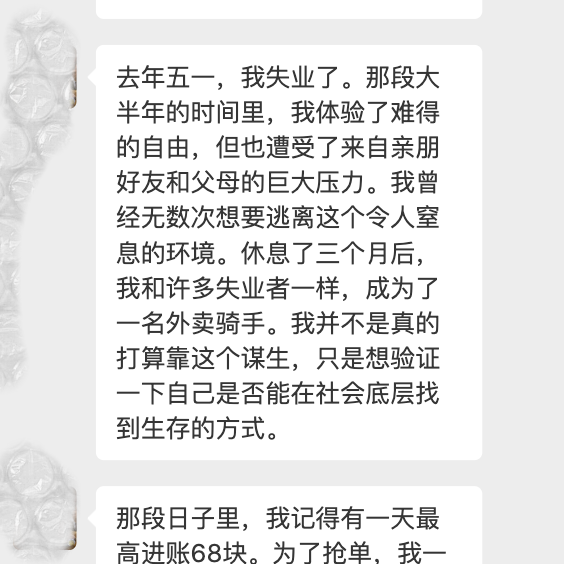 去年五一，我失业了。那段大
半年的时间里，我体验了难得
的自由，但也遭受了来自亲朋
好友和父母的巨大压力。我曾
经无数次想要逃离这个令人窒
息的环境。休息了三个月后，
我和许多失业者一样，成为了
一名外卖骑手。我并不是真的
打算靠这个谋生，只是想验证
一下自己是否能在社会底层找
到生存的方式。
那段日子里，我记得有一天最
高进账68块。为了抢单，我一